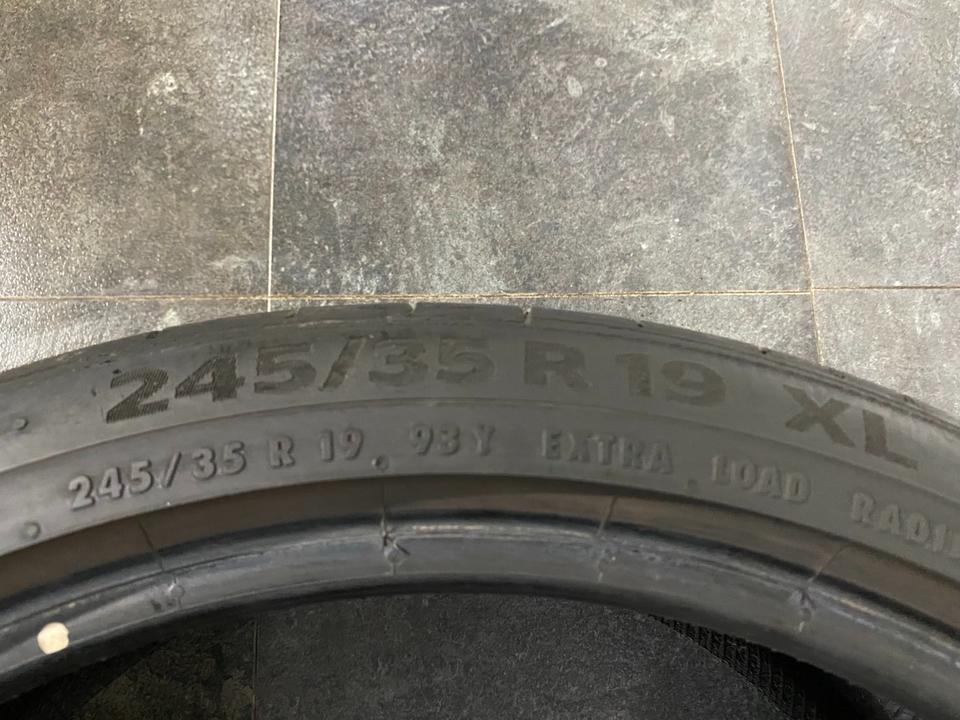 245/35 R 19 XL
245/35 R 19 93Y EXTRA LOAD